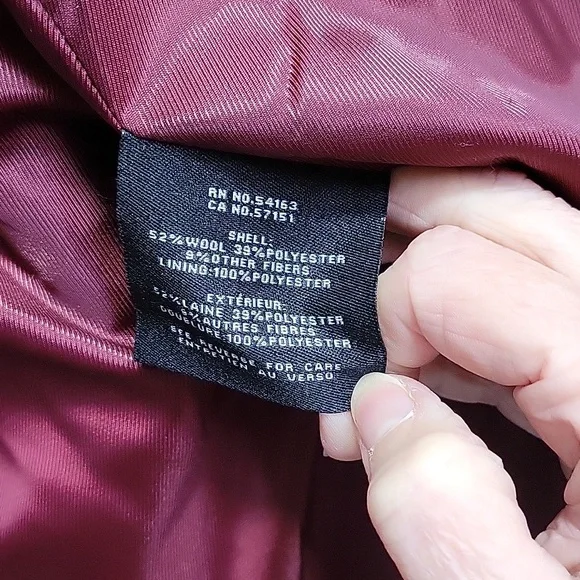 RN NO.54163
CA NO.57151
SHELL:
52%WOOL 39%POLYESTER
9%OTHER FIBERS
LINING:100%POLYESTER
EXTÉRIEUR:
52%LAINE 39%POLYESTER
9%AUTRES FIBRES
DOUBLURE:100%POLYESTER
SEE REVERSE FOR CARE
ENTRETIEN AU VERSO